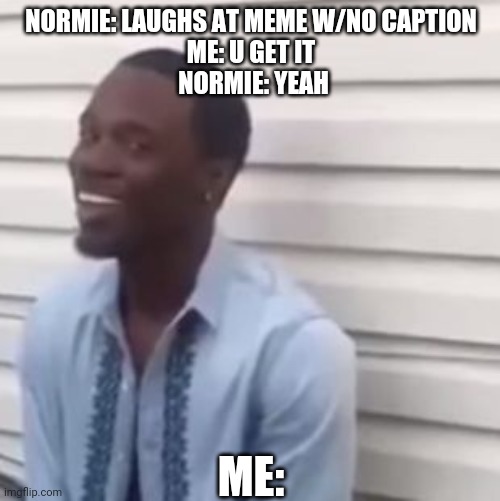 NORMIE: LAUGHS AT MEME W/NO CAPTION
ME: U GET IT
NORMIE: YEAH
ME:
imgflip.com